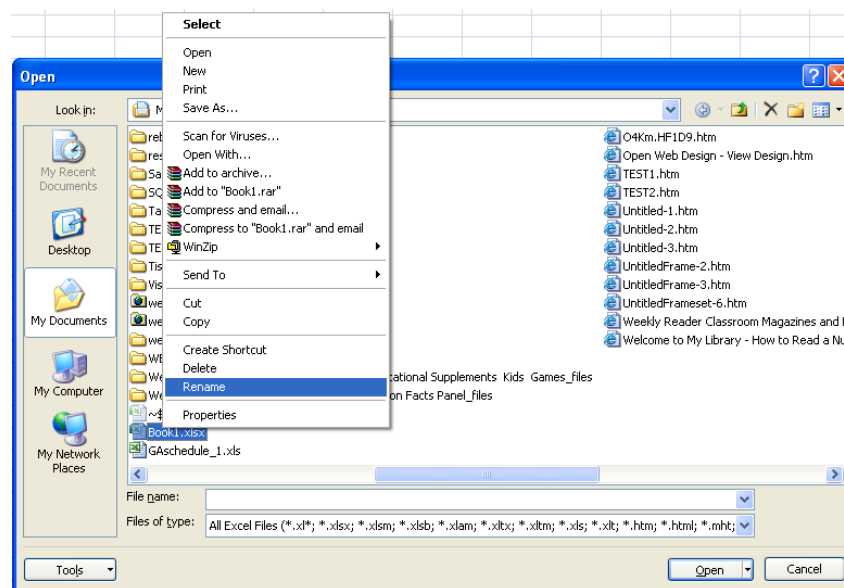 Select
Open
New
Print
Save As...
Scan for Viruses...
Open With...
Add to archive...
Add to "Book1.rar"
Compress and email...
Compress to "Book1.rar" and email
WinZip
Send To
Cut
Copy
Create Shortcut
Delete
Rename
Properties
Open
Look in:
My Recent
Documents
Desktop
My Documents
My Computer
My Network
Places
ational Supplements Kids Games_files
on Facts Panel_files
Book1.xlsx
GAschedule_1.xls
O4Km.HF1D9.htm
Open Web Design - View Design.htm
TEST1.htm
TEST2.htm
Untitled-1.htm
Untitled-2.htm
Untitled-3.htm
UntitledFrame-2.htm
UntitledFrame-3.htm
UntitledFrameset-6.htm
Weekly Reader Classroom Magazines and
Welcome to My Library - How to Read a Nu
File name:
Files of type:
All Excel Files (*.xl*; *.xlsx; *.xlsm; *.xlsb; *.xlam; *.xltx; *.xltm; *.xls; *.xlt; *.htm; *.html; *.mht;
Tools
Open
Cancel